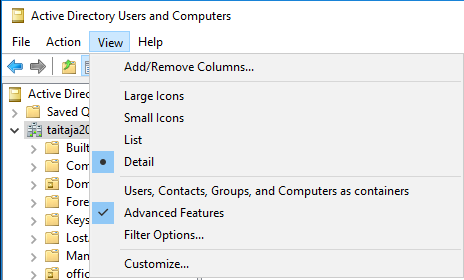 Active Directory Users and Computers
File Action View Help
Add/Remove Columns...
Large Icons
Small Icons
List
Detail
Users, Contacts, Groups, and Computers as containers
Advanced Features
Filter Options...
Customize...
Active Direc
Saved Q
taitaja20
Built
Com
Dom
Fore
Keys
Lost
Man
offic